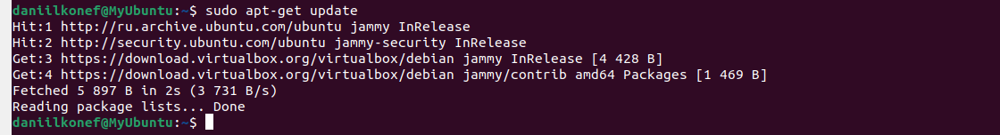 daniilkonef@MyUbuntu:~$ sudo apt-get update
Hit:1 http://ru.archive.ubuntu.com/ubuntu jammy InRelease
Hit:2 http://security.ubuntu.com/ubuntu jammy-security InRelease
Get:3 https://download.virtualbox.org/virtualbox/debian jammy InRelease [4 428 B]
Get:4 https://download.virtualbox.org/virtualbox/debian jammy/contrib amd64 Packages [1 469 B]
Fetched 5 897 B in 2s (3 731 B/s)
Reading package lists... Done
daniilkonef@MyUbuntu:~$